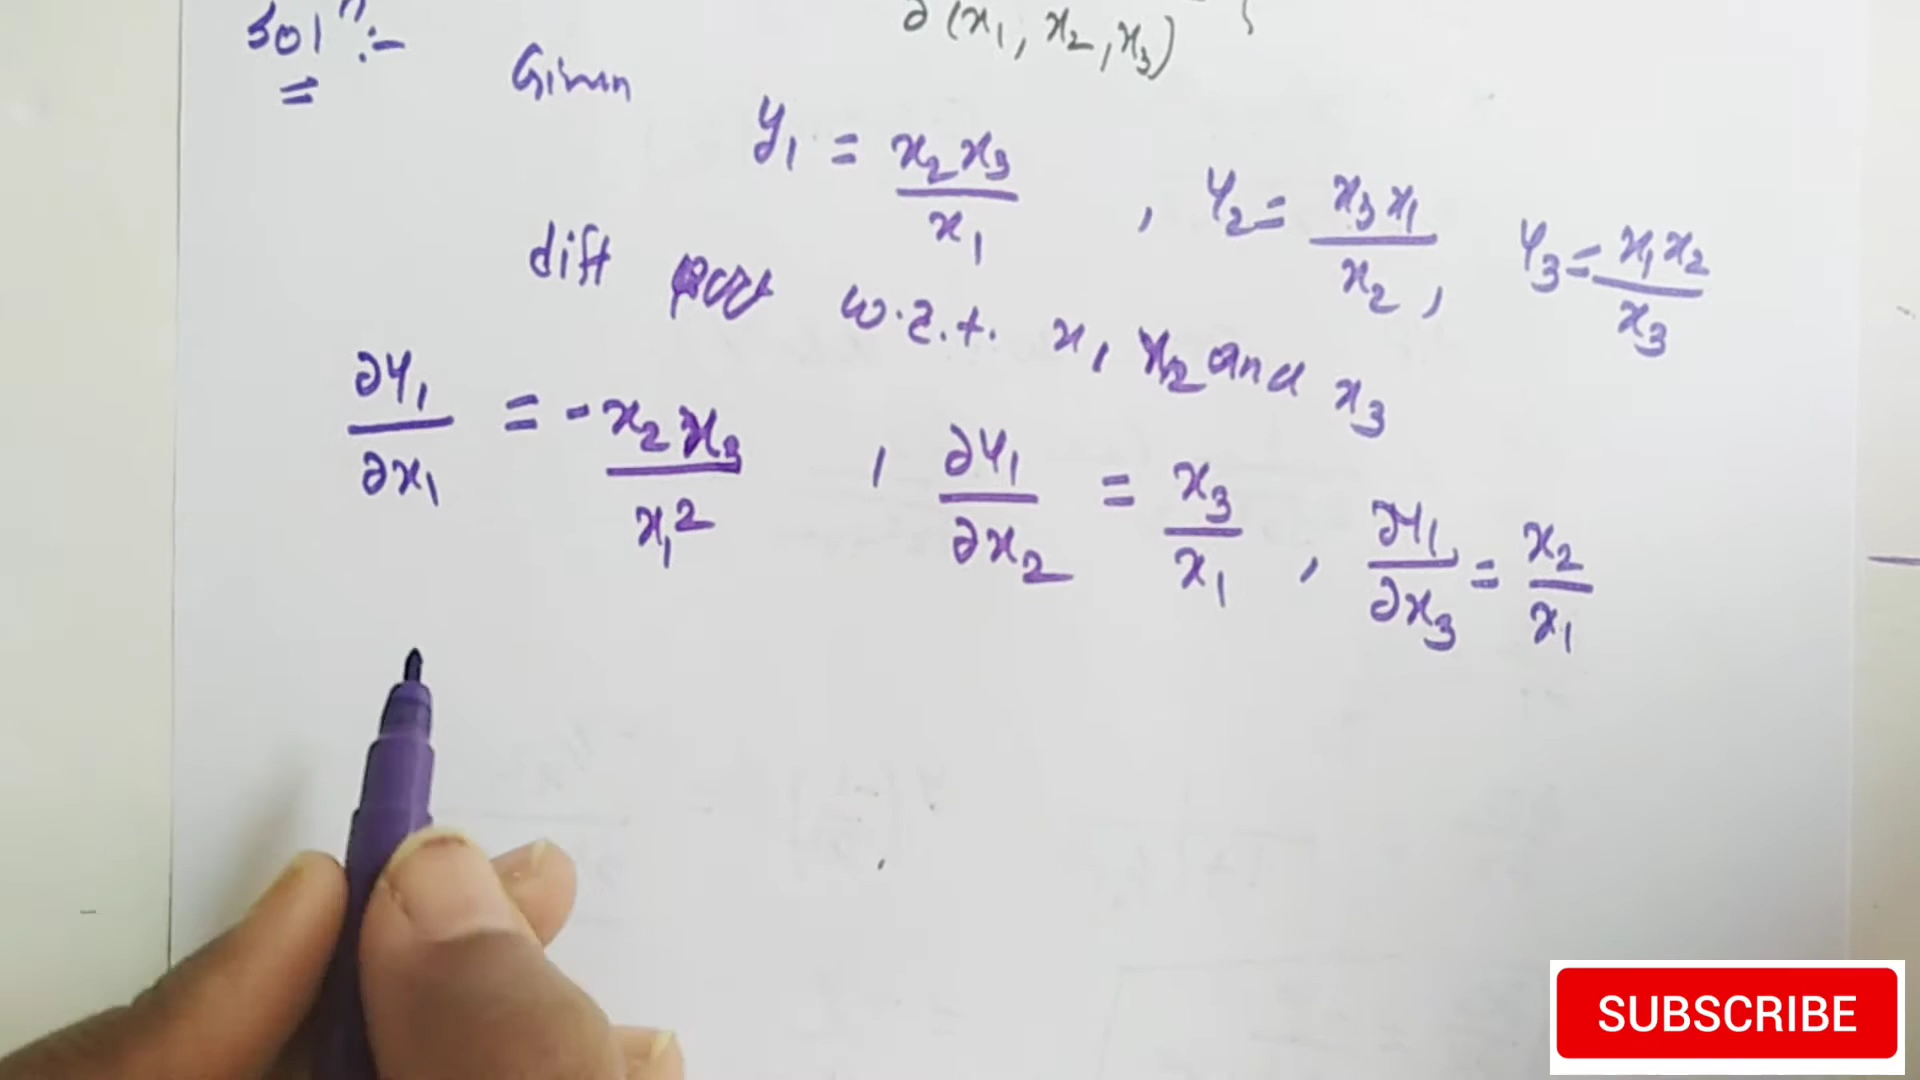 ∂(x₁, x₂, x₃)
Solⁿ:-
Given
y₁ = x₂x₃/x₁ , y₂ = x₃x₁/x₂ , y₃ = x₁x₂/x₃
diff w.r.t. x₁ x₂ and x₃
∂y₁/∂x₁ = -x₂x₃/x₁² , ∂y₁/∂x₂ = x₃/x₁ , ∂y₁/∂x₃ = x₂/x₁
SUBSCRIBE